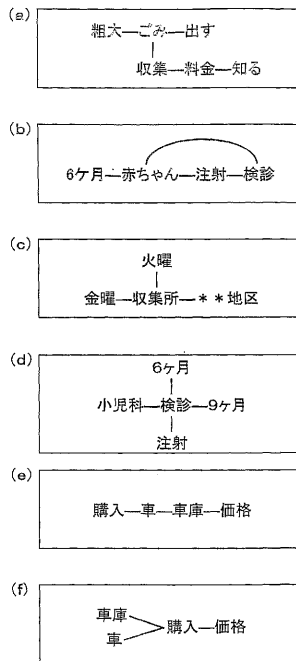 (a)
粗大―ごみ―出す
収集―料金―知る
(b)
6ケ月―赤ちゃん―注射―検診
(c)
火曜
金曜―収集所―**地区
(d)
6ヶ月
小児科―検診―9ヶ月
注射
(e)
購入―車―車庫―価格
(f)
車庫
車
購入―価格